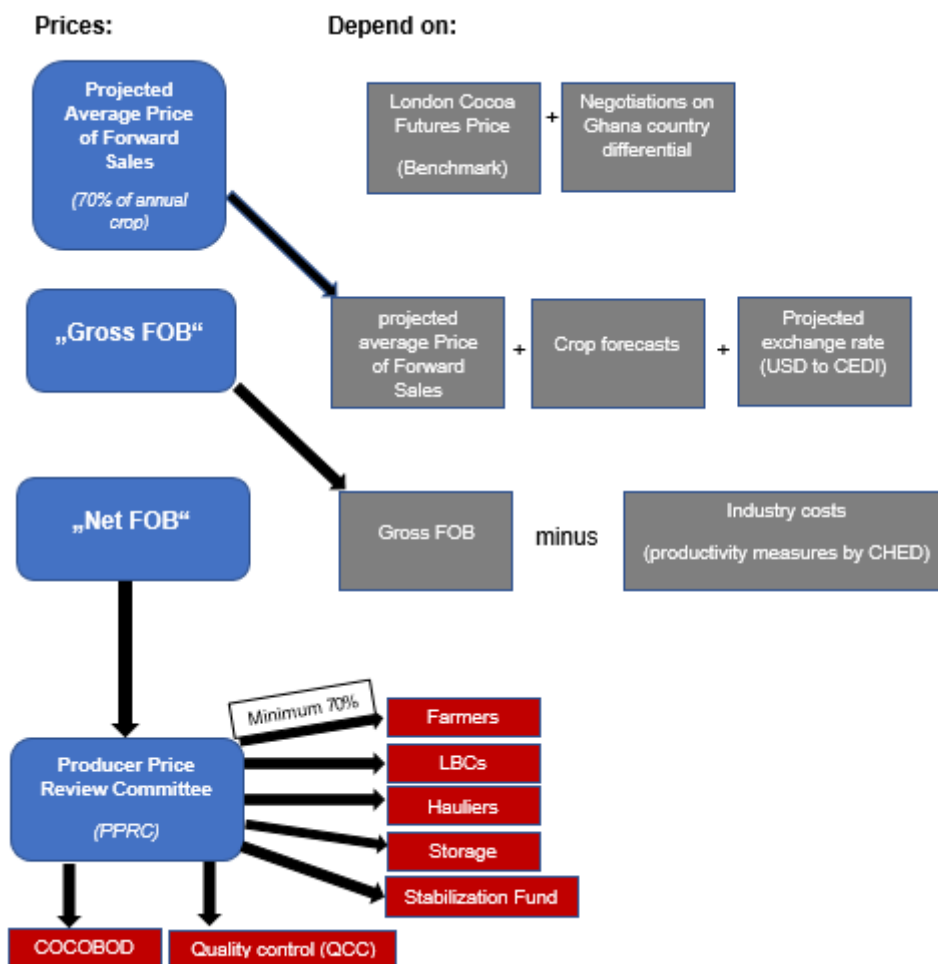 Prices:
Depend on:
Projected
Average Price
of Forward
Sales
(70% of annual
crop)
London Cocoa
Futures Price
(Benchmark)
+
Negotiations on
Ghana country
differential
„Gross FOB“
projected
average Price
of Forward
Sales
+
Crop forecasts
+
Projected
exchange rate
(USD to CEDI)
„Net FOB“
Gross FOB
minus
Industry costs
(productivity measures by CHED)
Minimum 70%
Producer Price
Review Committee
(PPRC)
Farmers
LBCs
Hauliers
Storage
Stabilization Fund
COCOBOD
Quality control (QCC)